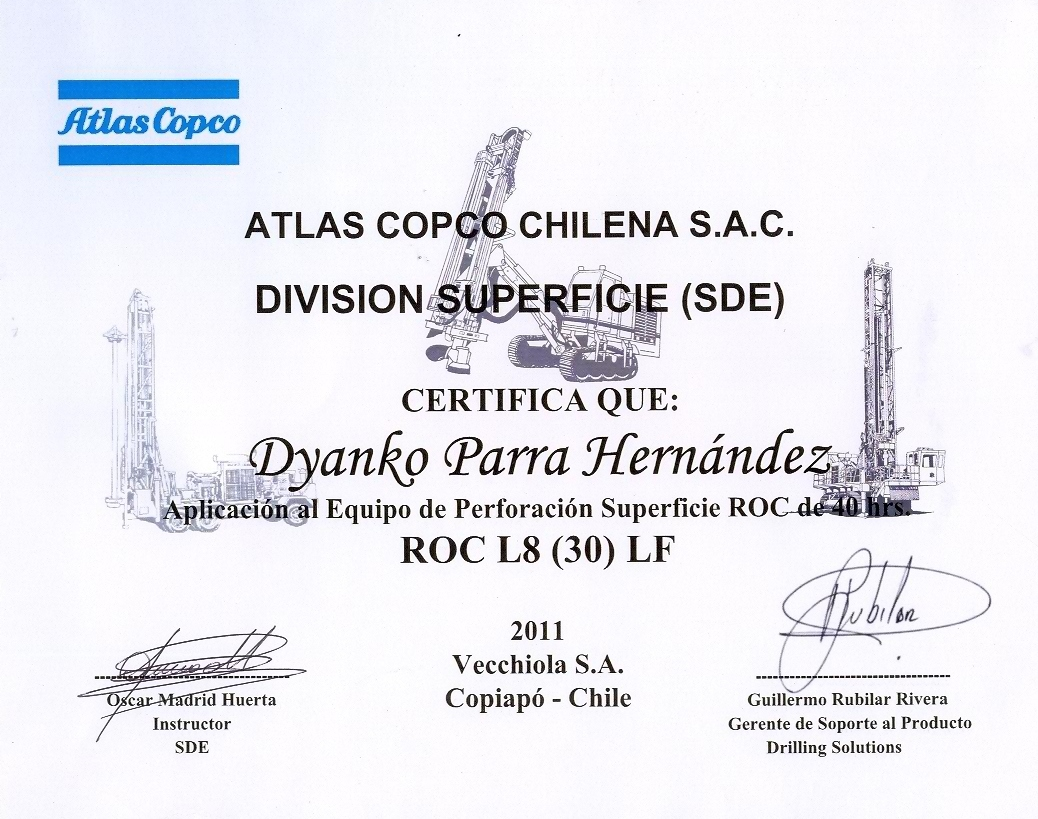 Atlas Copco
ATLAS COPCO CHILENA S.A.C.
DIVISION SUPERFICIE (SDE)
CERTIFICA QUE:
Dyanko Parra Hernández
Aplicación al Equipo de Perforación Superficie ROC de 40 hrs.
ROC L8 (30) LF
2011
Vecchiola S.A.
Copiapó - Chile
Oscar Madrid Huerta
Instructor
SDE
Rubilar
Guillermo Rubilar Rivera
Gerente de Soporte al Producto
Drilling Solutions